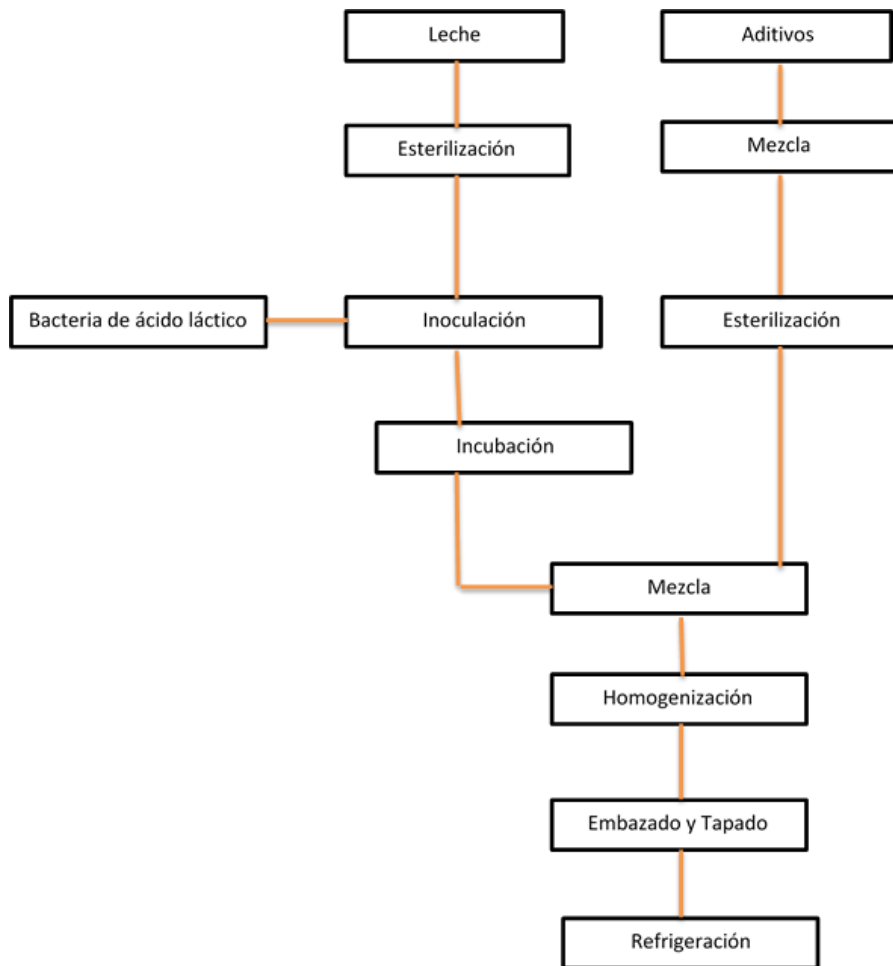 Leche
Aditivos
Esterilización
Mezcla
Bacteria de ácido láctico
Inoculación
Esterilización
Incubación
Mezcla
Homogenización
Embazado y Tapado
Refrigeración